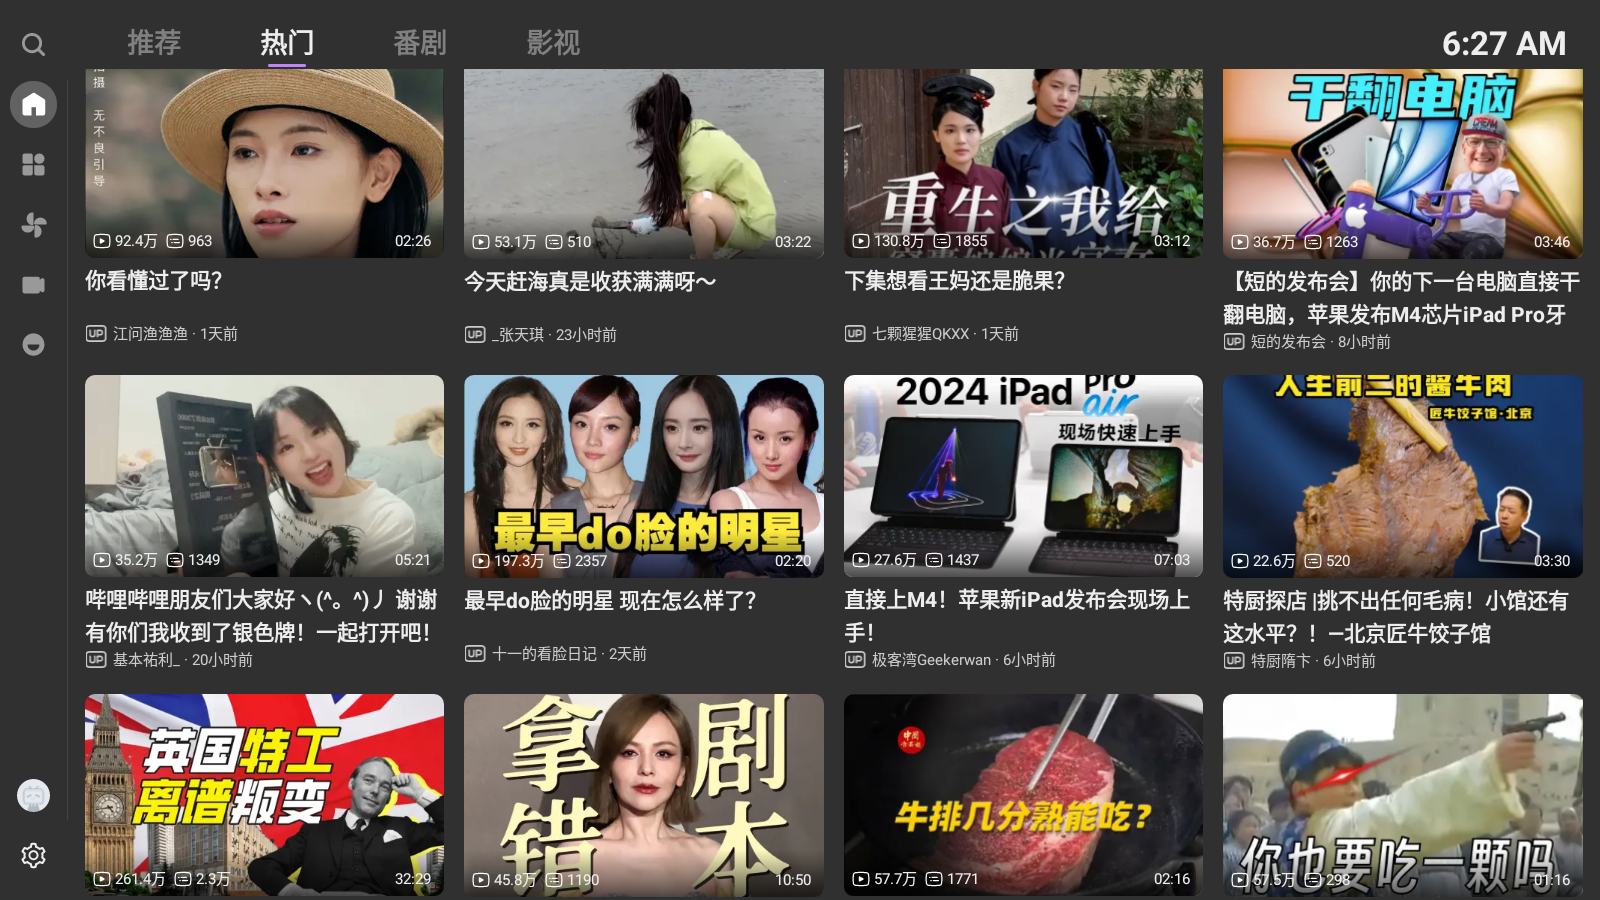 推荐
热门
番剧
影视
6:27 AM
拍摄 无不良引导
92.4万 963 02:26
你看懂过了吗？
UP 江问渔渔渔 · 1天前
53.1万 510 03:22
今天赶海真是收获满满呀～
UP _张天琪 · 23小时前
重生之我给
130.8万 1855 03:12
下集想看王妈还是脆果？
UP 七颗猩猩QKXX · 1天前
干翻电脑
36.7万 1263 03:46
【短的发布会】你的下一台电脑直接干
翻电脑，苹果发布M4芯片iPad Pro牙
UP 短的发布会 · 8小时前
35.2万 1349 05:21
哔哩哔哩朋友们大家好ヽ(^。^)丿 谢谢
有你们我收到了银色牌！一起打开吧！
UP 基本祐利_ · 20小时前
最早do脸的明星
197.3万 2357 02:20
最早do脸的明星 现在怎么样了？
UP 十一的看脸日记 · 2天前
2024 iPad Pro
air
现场快速上手
27.6万 1437 07:03
直接上M4！苹果新iPad发布会现场上
手！
UP 极客湾Geekerwan · 6小时前
人生前三的酱牛肉
匠牛饺子馆·北京
22.6万 520 03:30
特厨探店 |挑不出任何毛病！小馆还有
这水平？！—北京匠牛饺子馆
UP 特厨隋卞 · 6小时前
英国特工
离谱叛变
261.4万 2.3万 32:29
拿错
剧本
45.8万 1190 10:50
中国
牛排几分熟能吃？
57.7万 1771 02:16
你也要吃一颗吗
57.5万 298 01:16